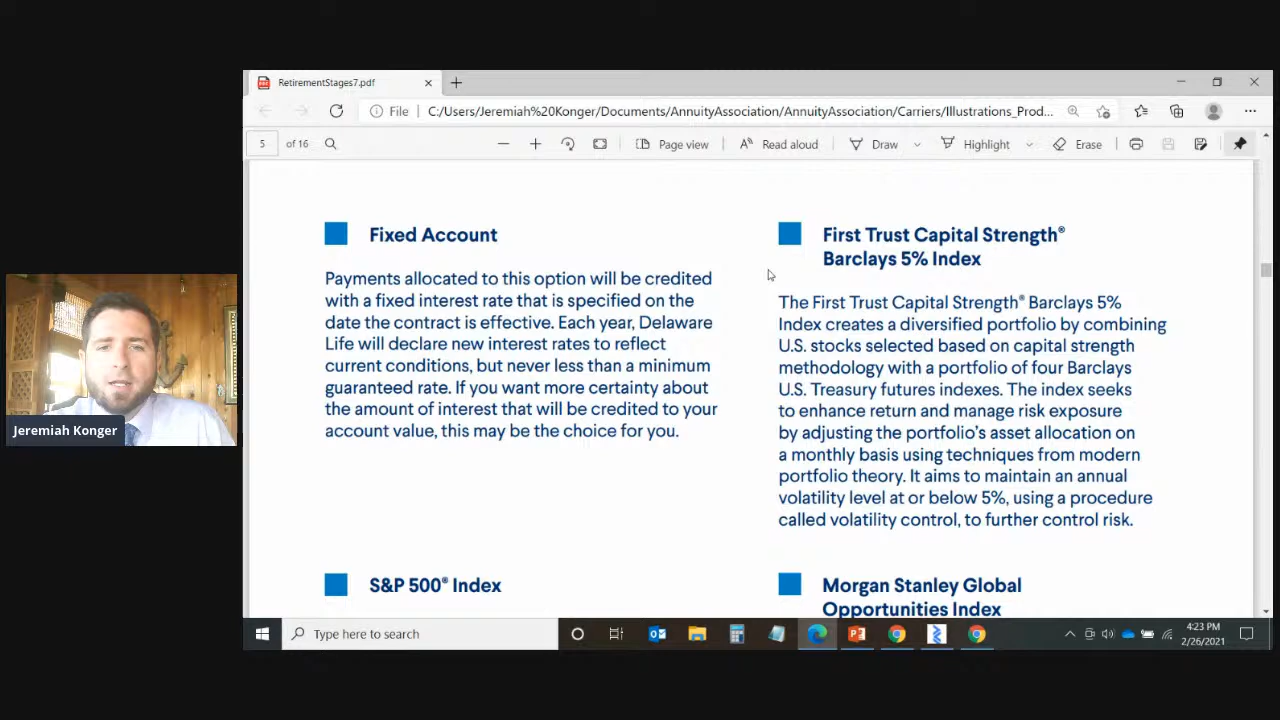 RetirementStages7.pdf
File
C:/Users/Jeremiah%20Konger/Documents/AnnuityAssociation/AnnuityAssociation/Carriers/Illustrations_Prod...
5 of 16
Page view
Read aloud
Draw
Highlight
Erase
Fixed Account
Payments allocated to this option will be credited
with a fixed interest rate that is specified on the
date the contract is effective. Each year, Delaware
Life will declare new interest rates to reflect
current conditions, but never less than a minimum
guaranteed rate. If you want more certainty about
the amount of interest that will be credited to your
account value, this may be the choice for you.
First Trust Capital Strength®
Barclays 5% Index
The First Trust Capital Strength® Barclays 5%
Index creates a diversified portfolio by combining
U.S. stocks selected based on capital strength
methodology with a portfolio of four Barclays
U.S. Treasury futures indexes. The index seeks
to enhance return and manage risk exposure
by adjusting the portfolio's asset allocation on
a monthly basis using techniques from modern
portfolio theory. It aims to maintain an annual
volatility level at or below 5%, using a procedure
called volatility control, to further control risk.
S&P 500® Index
Morgan Stanley Global
Opportunities Index
Jeremiah Konger
Type here to search
4:23 PM
2/26/2021